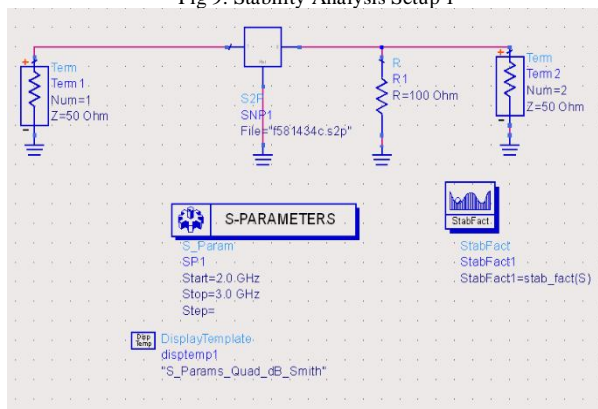 Fig 9. Stability Analysis Setup 1
Term
Term1
Num=1
Z=50 Ohm
S2P
SNP1
File="f581434c.s2p"
R
R1
R=100 Ohm
Term
Term2
Num=2
Z=50 Ohm
S-PARAMETERS
S_Param
SP1
Start=2.0 GHz
Stop=3.0 GHz
Step=
StabFact
StabFact
StabFact1
StabFact1=stab_fact(S)
Disp
Temp
DisplayTemplate
disptemp1
"S_Params_Quad_dB_Smith"